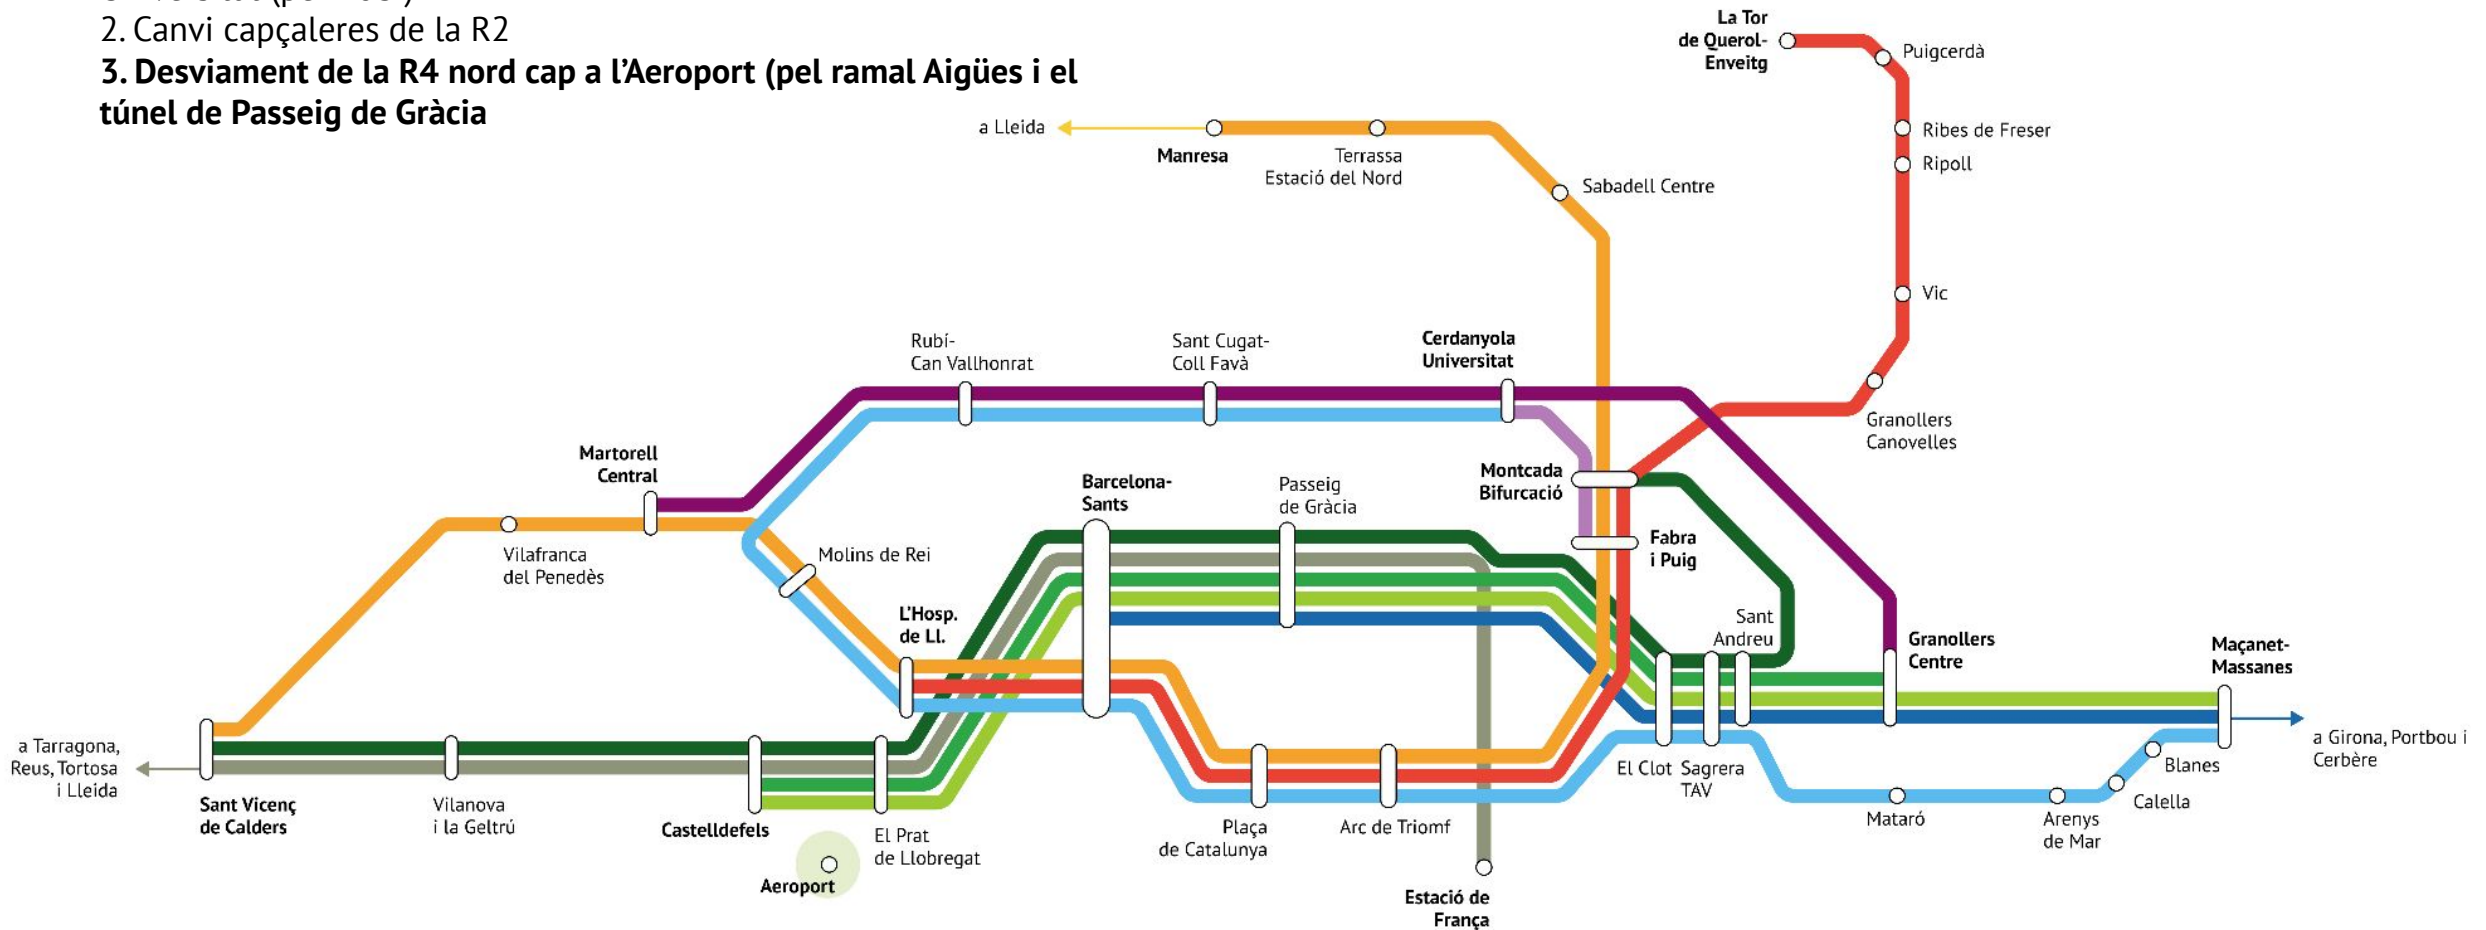 2. Canvi capçaleres de la R2
3. Desviament de la R4 nord cap a l'Aeroport (pel ramal Aigües i el
túnel de Passeig de Gràcia
La Tor
de Querol-
Enveitg
Puigcerdà
a Lleida
Manresa
Terrassa
Estació del Nord
Sabadell Centre
Ribes de Freser
Ripoll
Vic
Rubí-
Can Vallhonrat
Sant Cugat-
Coll Favà
Cerdanyola
Universitat
Granollers
Canovelles
Martorell
Central
Barcelona-
Sants
Passeig
de Gràcia
Montcada
Bifurcació
Vilafranca
del Penedès
Molins de Rei
Fabra
i Puig
L'Hosp.
de Ll.
Sant
Andreu
Granollers
Centre
Maçanet-
Massanes
a Tarragona,
Reus, Tortosa
i Lleida
Sant Vicenç
de Calders
Vilanova
i la Geltrú
Castelldefels
El Prat
de Llobregat
Aeroport
Plaça
de Catalunya
Arc de Triomf
Estació de
França
El Clot
Sagrera
TAV
Mataró
Arenys
de Mar
Calella
Blanes
a Girona, Portbou i
Cerbère